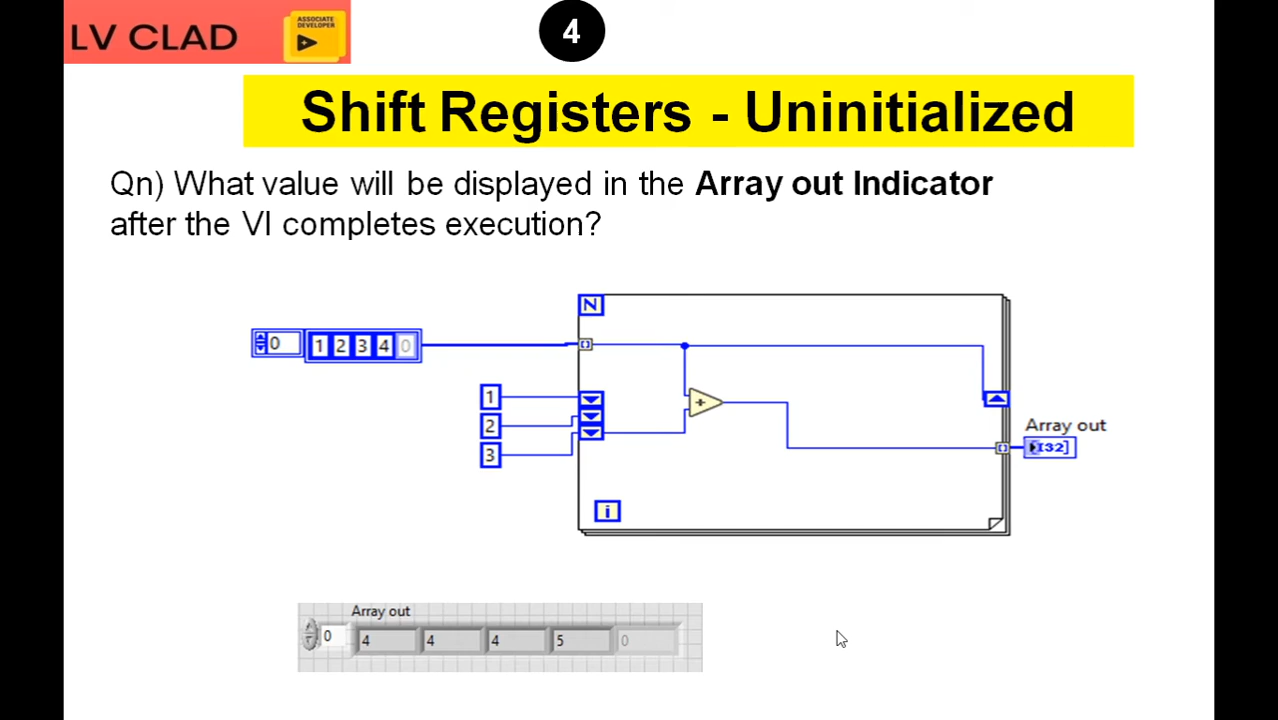 LV CLAD
ASSOCIATE
DEVELOPER
4
Shift Registers - Uninitialized
Qn) What value will be displayed in the Array out Indicator
after the VI completes execution?
N
0
1 2 3 4 0
1
2
3
+
Array out
I32]
i
Array out
0
4 4 4 5 0